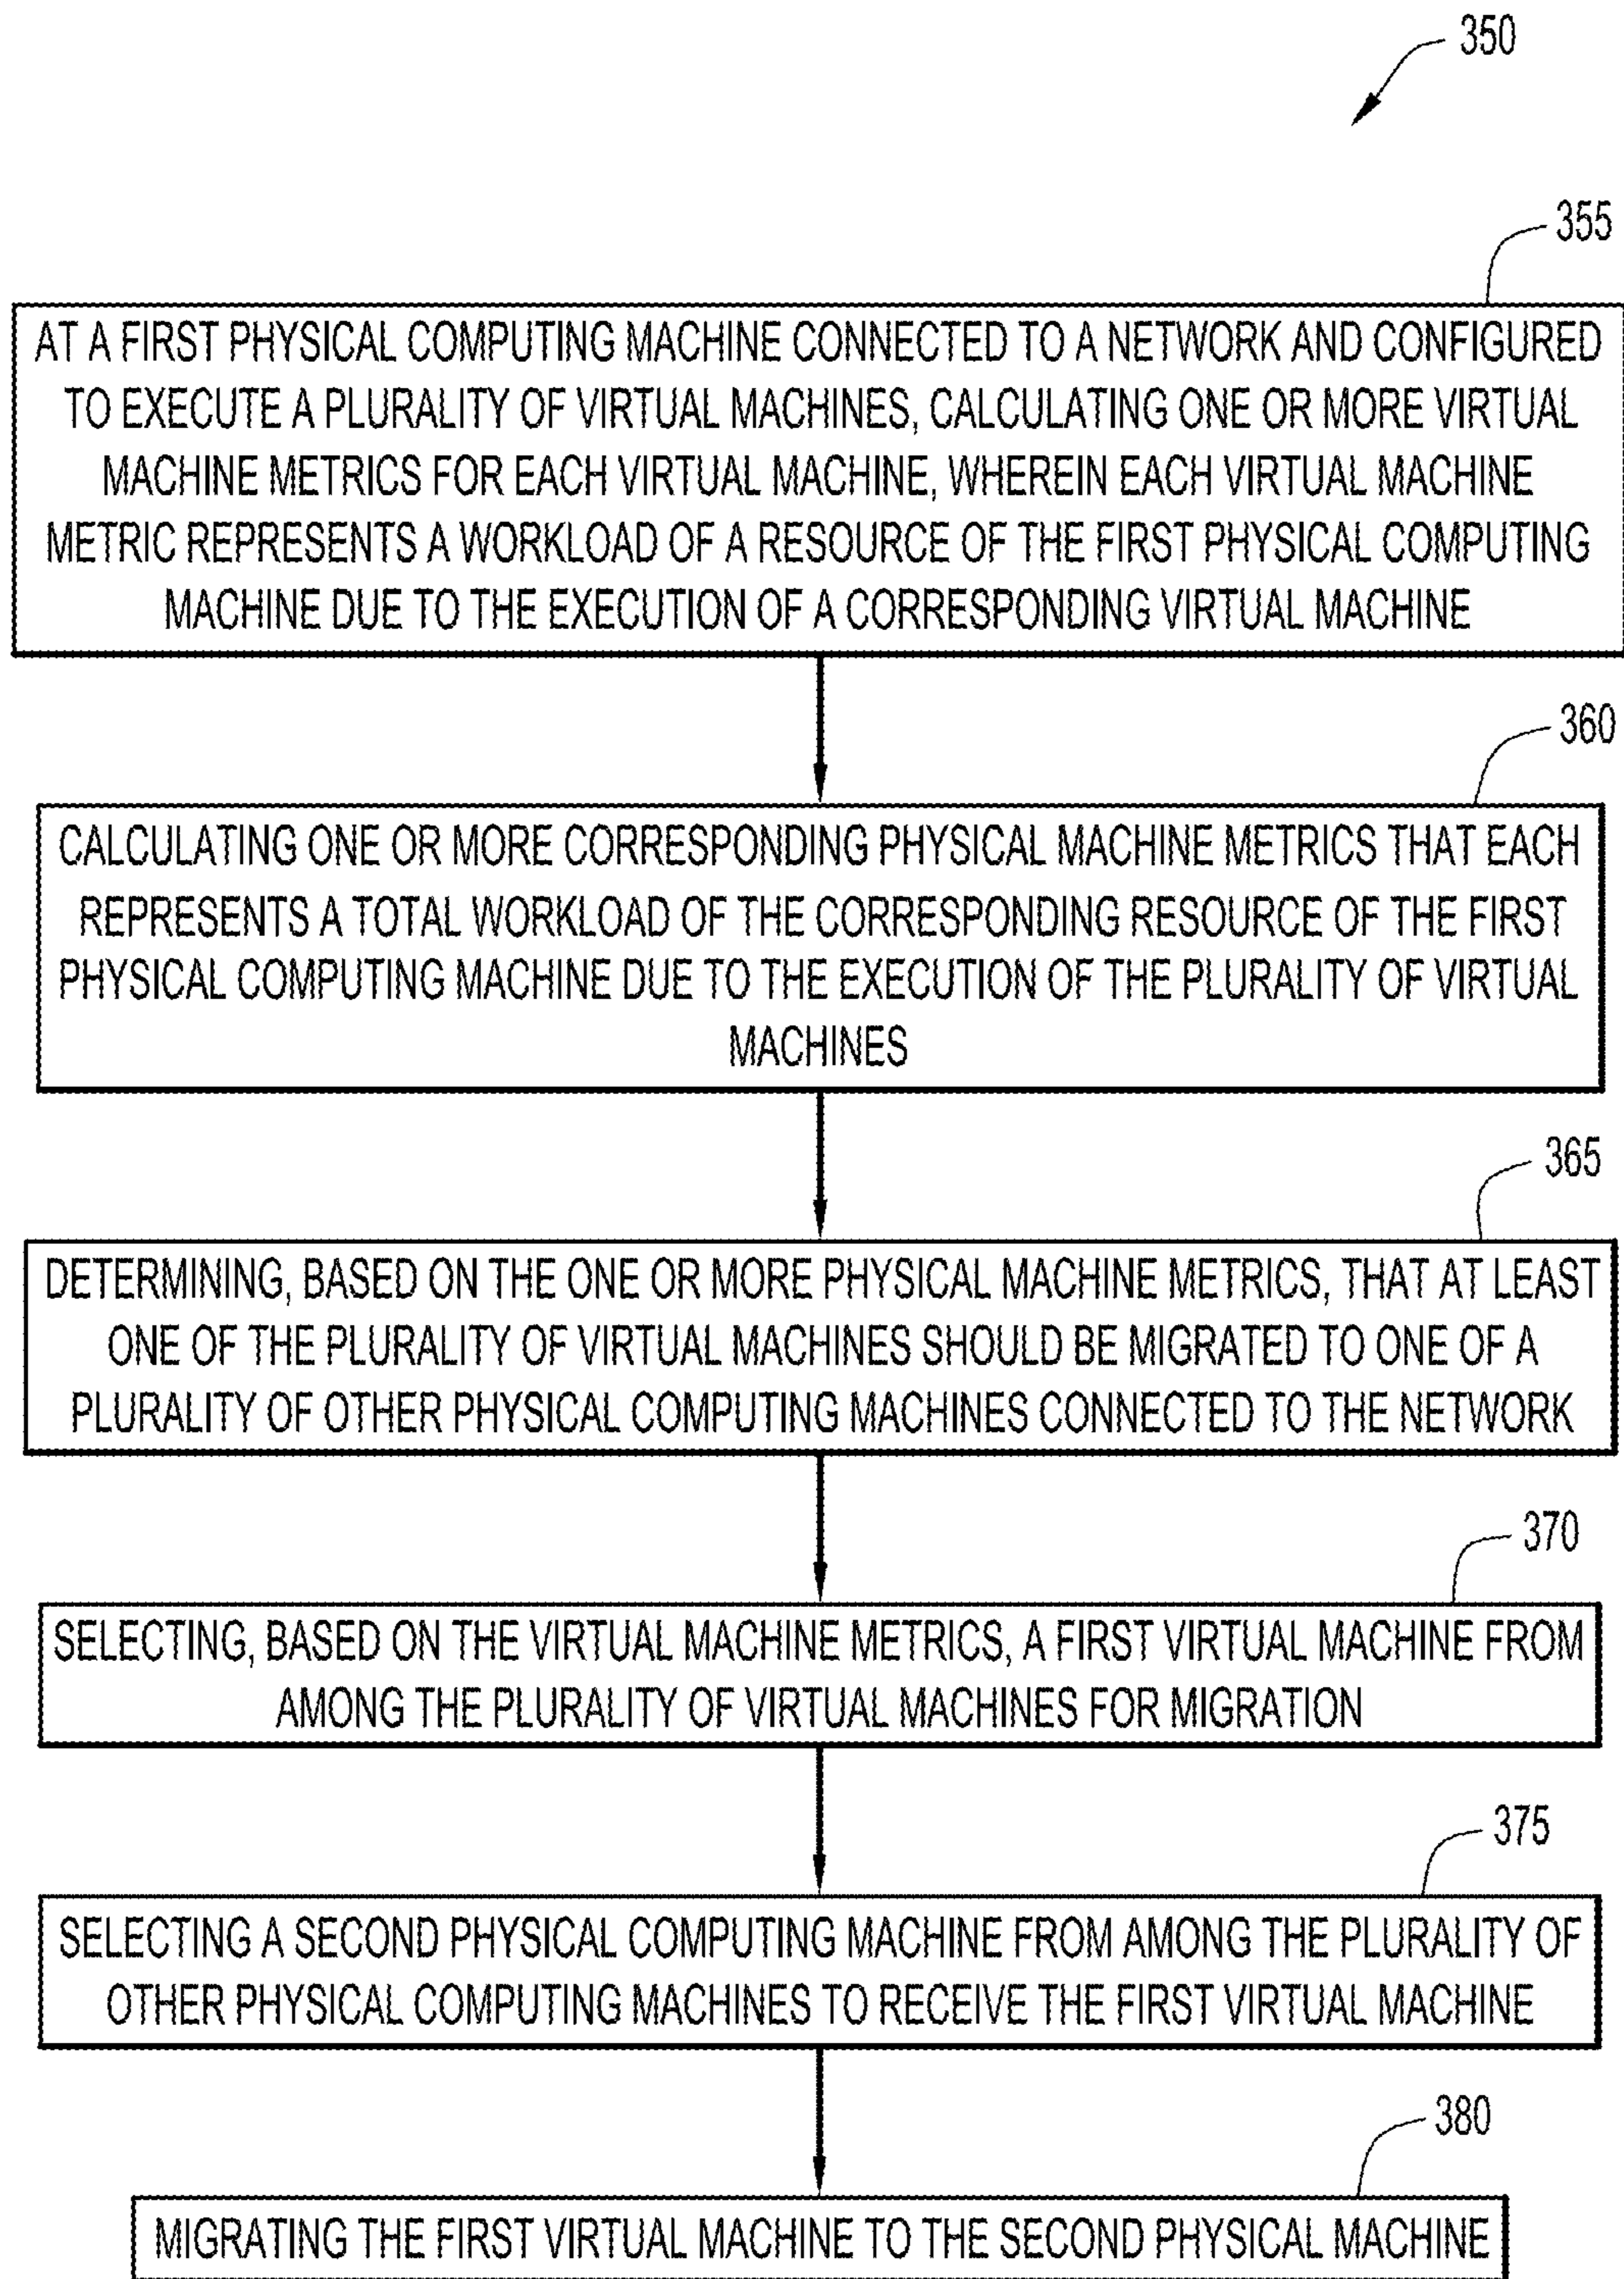 350
355
AT A FIRST PHYSICAL COMPUTING MACHINE CONNECTED TO A NETWORK AND CONFIGURED
TO EXECUTE A PLURALITY OF VIRTUAL MACHINES, CALCULATING ONE OR MORE VIRTUAL
MACHINE METRICS FOR EACH VIRTUAL MACHINE, WHEREIN EACH VIRTUAL MACHINE
METRIC REPRESENTS A WORKLOAD OF A RESOURCE OF THE FIRST PHYSICAL COMPUTING
MACHINE DUE TO THE EXECUTION OF A CORRESPONDING VIRTUAL MACHINE
360
CALCULATING ONE OR MORE CORRESPONDING PHYSICAL MACHINE METRICS THAT EACH
REPRESENTS A TOTAL WORKLOAD OF THE CORRESPONDING RESOURCE OF THE FIRST
PHYSICAL COMPUTING MACHINE DUE TO THE EXECUTION OF THE PLURALITY OF VIRTUAL
MACHINES
365
DETERMINING, BASED ON THE ONE OR MORE PHYSICAL MACHINE METRICS, THAT AT LEAST
ONE OF THE PLURALITY OF VIRTUAL MACHINES SHOULD BE MIGRATED TO ONE OF A
PLURALITY OF OTHER PHYSICAL COMPUTING MACHINES CONNECTED TO THE NETWORK
370
SELECTING, BASED ON THE VIRTUAL MACHINE METRICS, A FIRST VIRTUAL MACHINE FROM
AMONG THE PLURALITY OF VIRTUAL MACHINES FOR MIGRATION
375
SELECTING A SECOND PHYSICAL COMPUTING MACHINE FROM AMONG THE PLURALITY OF
OTHER PHYSICAL COMPUTING MACHINES TO RECEIVE THE FIRST VIRTUAL MACHINE
380
MIGRATING THE FIRST VIRTUAL MACHINE TO THE SECOND PHYSICAL MACHINE